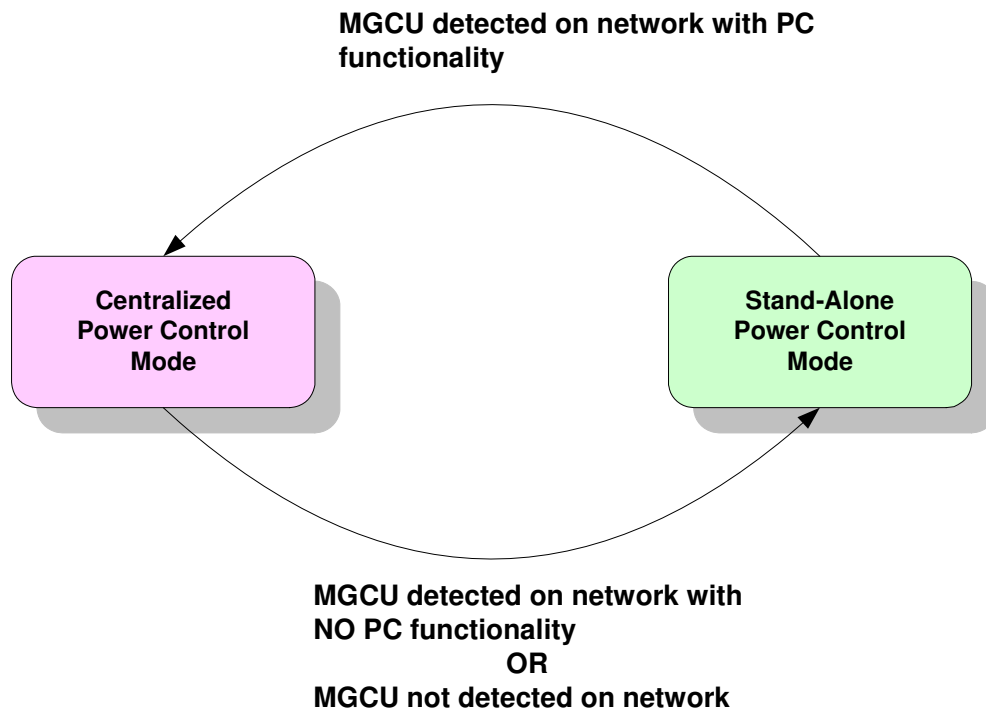 MGCU detected on network with PC
functionality
Centralized
Power Control
Mode
Stand-Alone
Power Control
Mode
MGCU detected on network with
NO PC functionality
OR
MGCU not detected on network